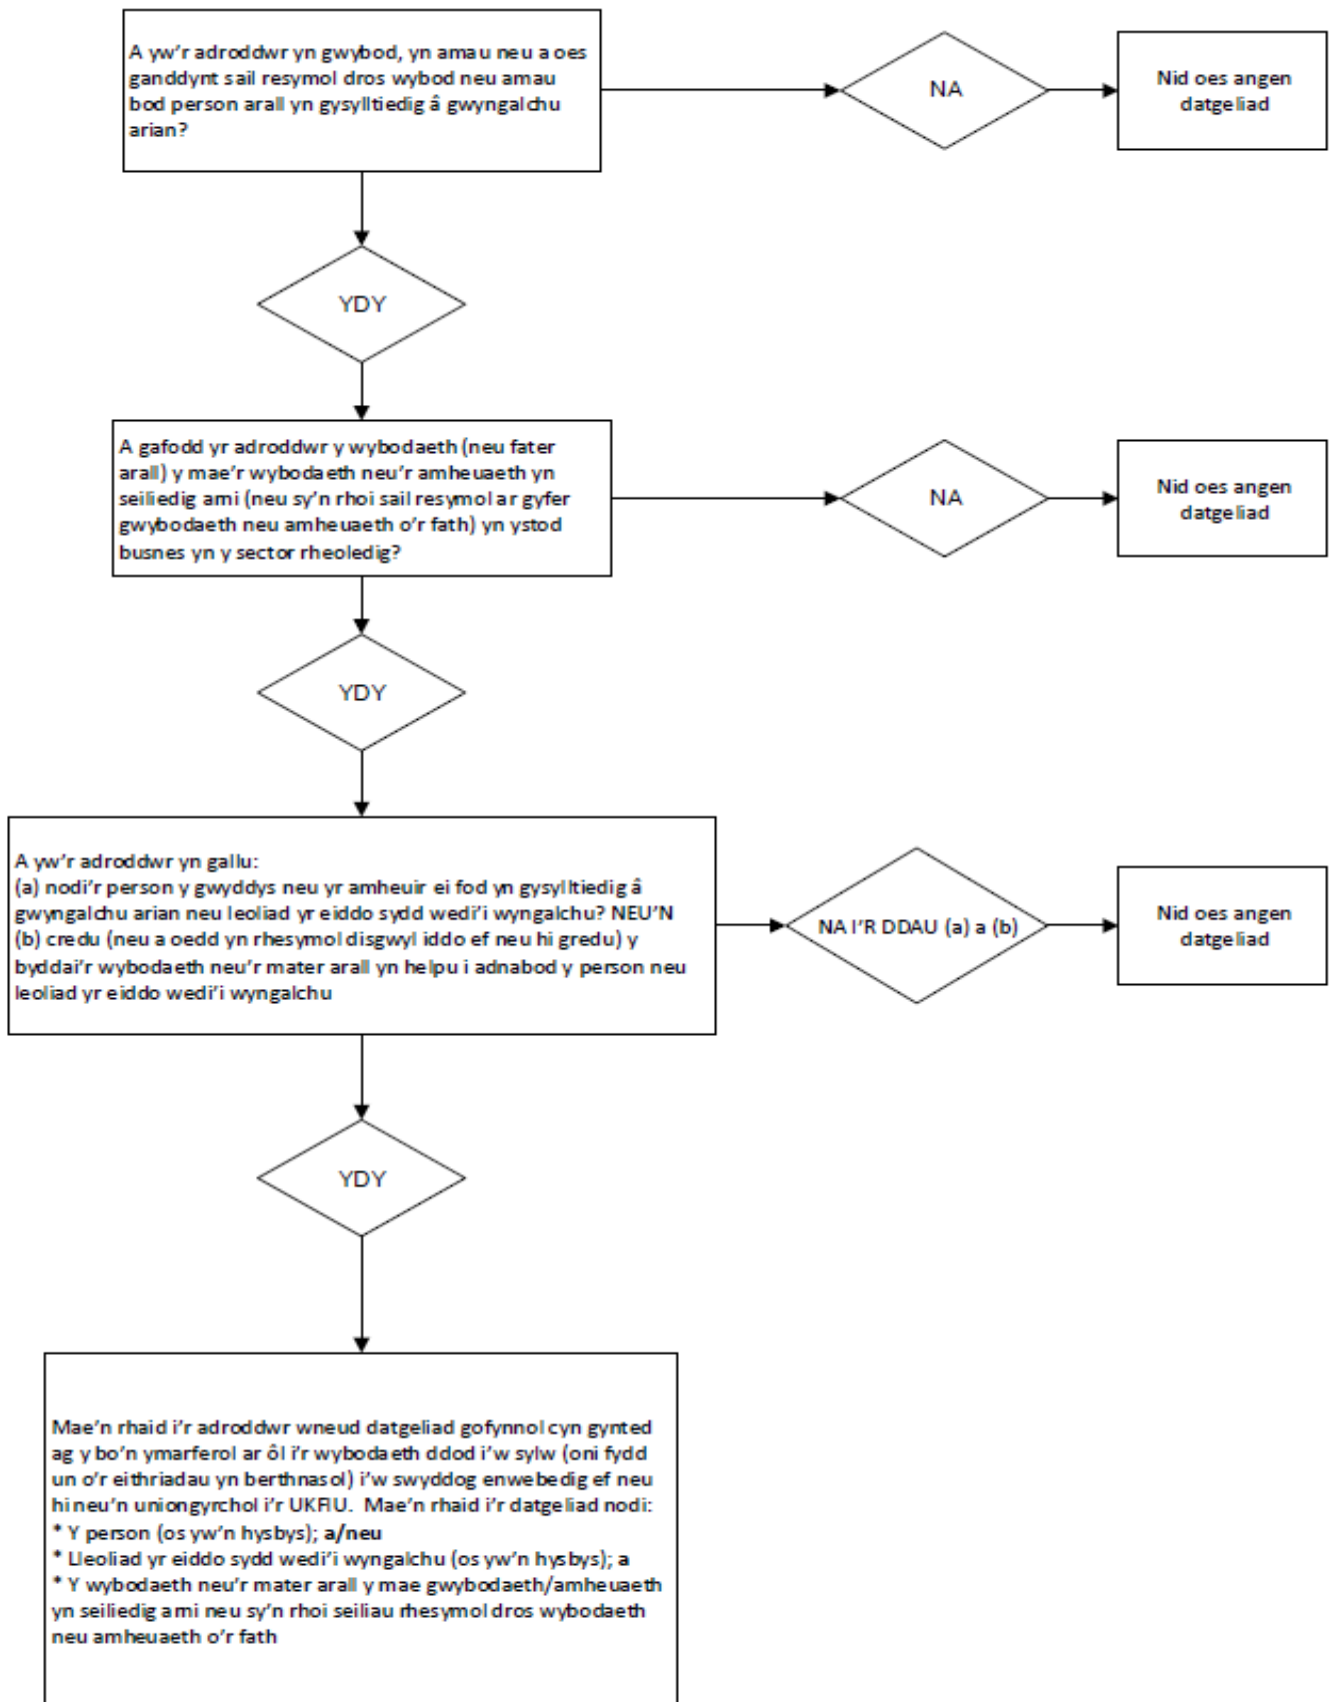 A yw'r adroddwr yn gwybod, yn amau neu a oes
ganddynt sail resymol dros wybod neu amau
bod person arall yn gysylltiedig â gwyngalchu
arian?
NA
Nid oes angen
datgeliad
YDY
A gafodd yr adroddwr y wybodaeth (neu fater
arall) y mae'r wybodaeth neu'r amheuaeth yn
seiliedig arni (neu sy'n rhoi sail resymol ar gyfer
gwybodaeth neu amheuaeth o'r fath) yn ystod
busnes yn y sector rheoledig?
NA
Nid oes angen
datgeliad
YDY
A yw'r adroddwr yn gallu:
(a) nodi'r person y gwyddys neu yr amheuir ei fod yn gysylltiedig â
gwyngalchu arian neu leoliad yr eiddo sydd wedi'i wyngalchu? NEU'N
(b) credu (neu a oedd yn rhesymol disgwyl iddo ef neu hi gredu) y
byddai'r wybodaeth neu'r mater arall yn helpu i adnabod y person neu
leoliad yr eiddo wedi'i wyngalchu
NA I'R DDAU (a) a (b)
Nid oes angen
datgeliad
YDY
Mae'n rhaid i'r adroddwr wneud datgeliad gofynnol cyn gynted
ag y bo'n ymarferol ar ôl i'r wybodaeth ddod i'w sylw (oni fydd
un o'r eithriadau yn berthnasol) i'w swyddog enwebedig ef neu
hi neu'n uniongyrchol i'r UKFIU. Mae'n rhaid i'r datgeliad nodi:
* Y person (os yw'n hysbys); a/neu
* Lleoliad yr eiddo sydd wedi'i wyngalchu (os yw'n hysbys); a
* Y wybodaeth neu'r mater arall y mae gwybodaeth/amheuaeth
yn seiliedig arni neu sy'n rhoi seiliau rhesymol dros wybodaeth
neu amheuaeth o'r fath